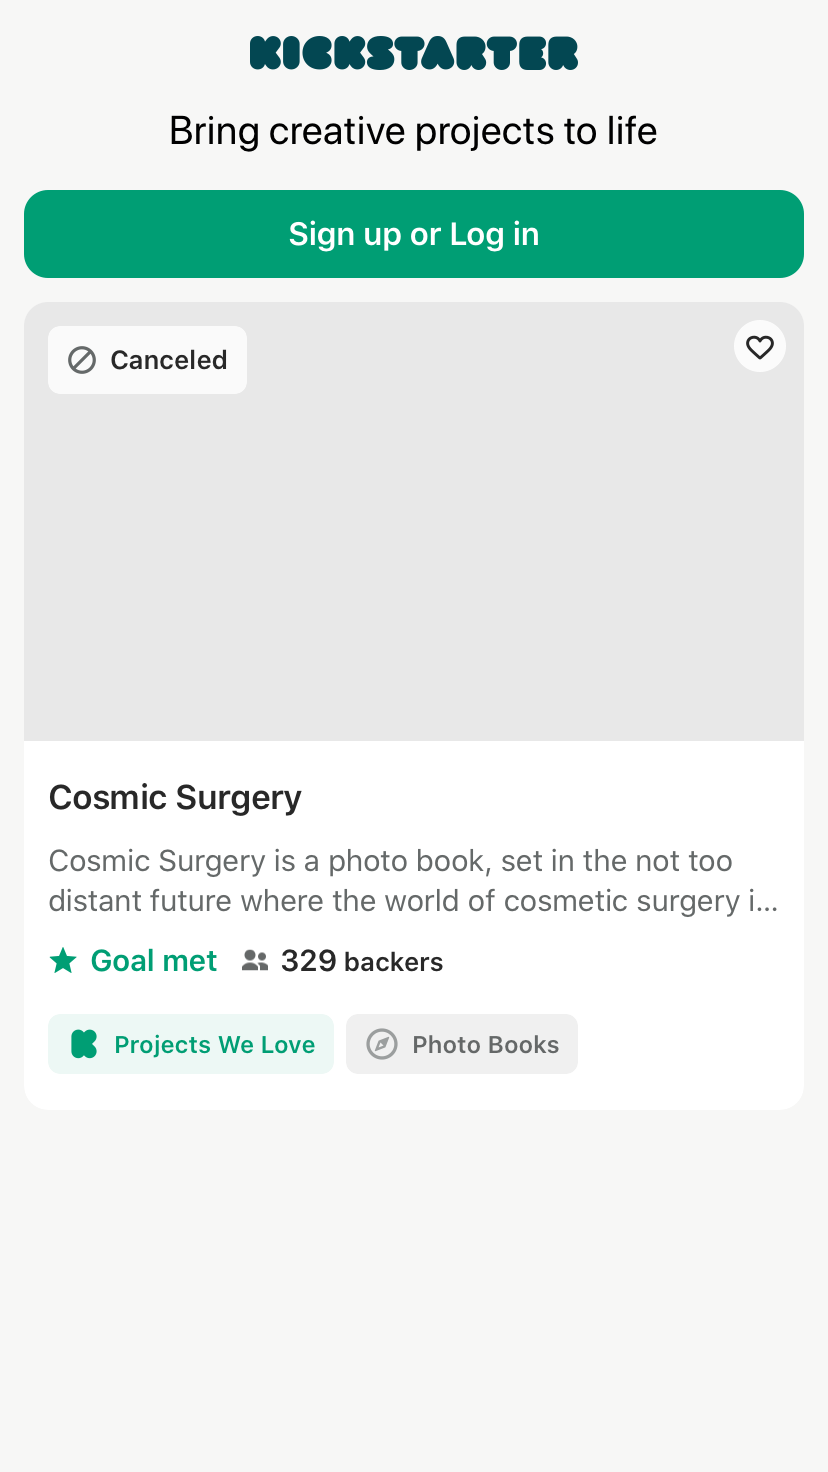 KICKSTARTER
Bring creative projects to life
Sign up or Log in
Canceled
Cosmic Surgery
Cosmic Surgery is a photo book, set in the not too
distant future where the world of cosmetic surgery i...
Goal met 329 backers
Projects We Love Photo Books